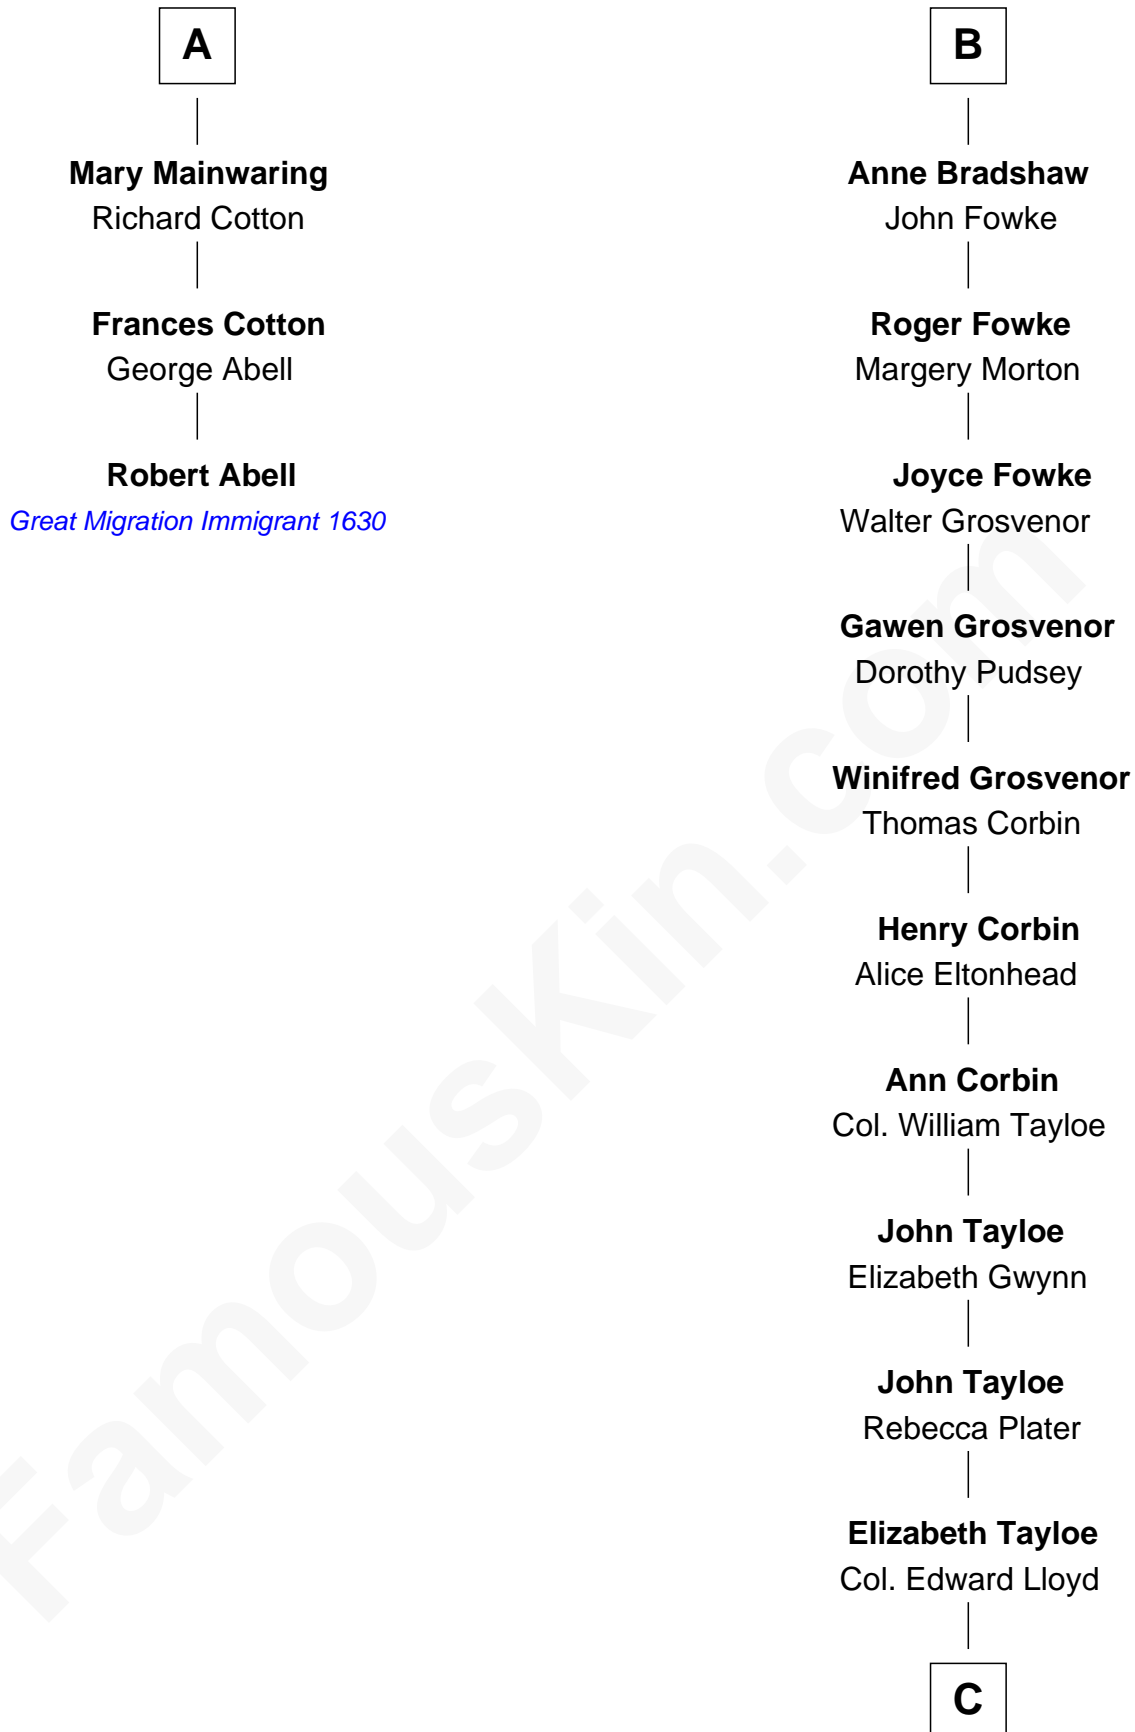 A
Mary Mainwaring
Richard Cotton
Frances Cotton
George Abell
Robert Abell
Great Migration Immigrant 1630
B
Anne Bradshaw
John Fowke
Roger Fowke
Margery Morton
Joyce Fowke
Walter Grosvenor
Gawen Grosvenor
Dorothy Pudsey
Winifred Grosvenor
Thomas Corbin
Henry Corbin
Alice Eltonhead
Ann Corbin
Col. William Tayloe
John Tayloe
Elizabeth Gwynn
John Tayloe
Rebecca Plater
Elizabeth Tayloe
Col. Edward Lloyd
C
FamousKin.com